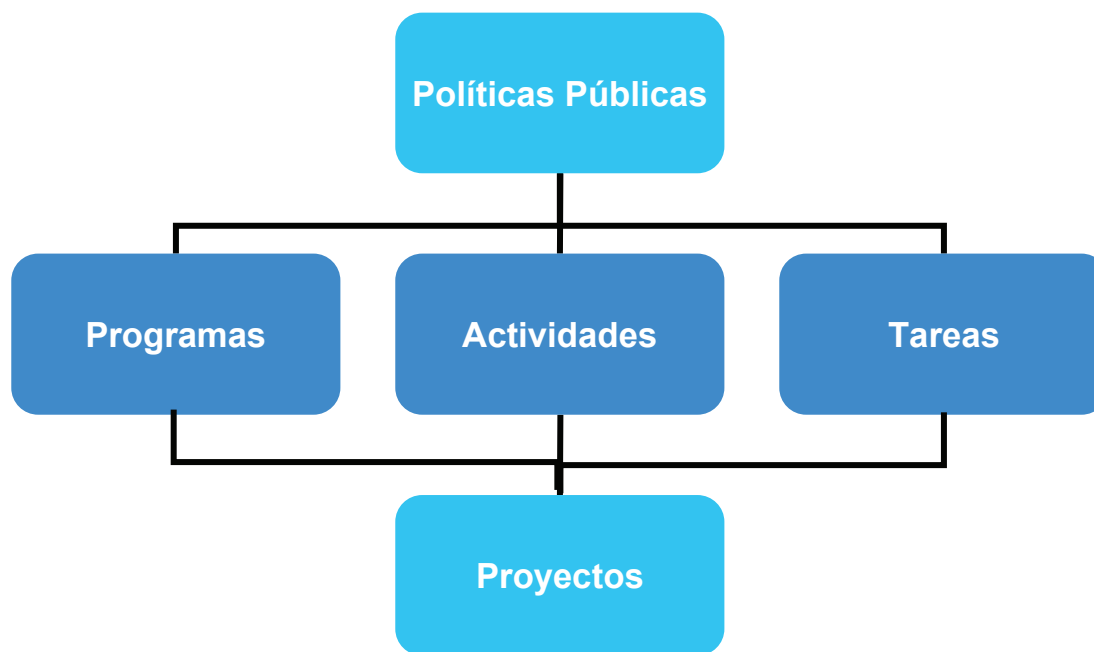 Políticas Públicas
Programas
Actividades
Tareas
Proyectos